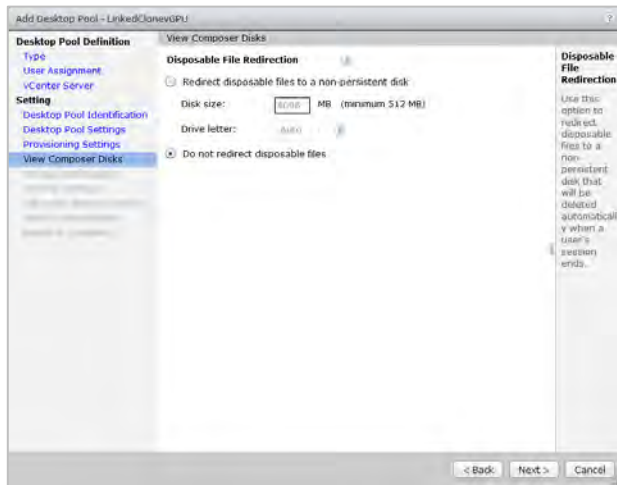 Add Desktop Pool - LinkedClonevGPU
?
Desktop Pool Definition
Type
User Assignment
vCenter Server
Setting
Desktop Pool Identification
Desktop Pool Settings
Provisioning Settings
View Composer Disks
View Composer Disks
Disposable File Redirection
Redirect disposable files to a non-persistent disk
Disk size: 4096 MB (minimum 512 MB)
Drive letter: Auto
Do not redirect disposable files
Disposable
File
Redirection
Use this
option to
redirect
disposable
files to a
non-
persistent
disk that
will be
deleted
automaticall
y when a
user's
session
ends.
< Back
Next >
Cancel